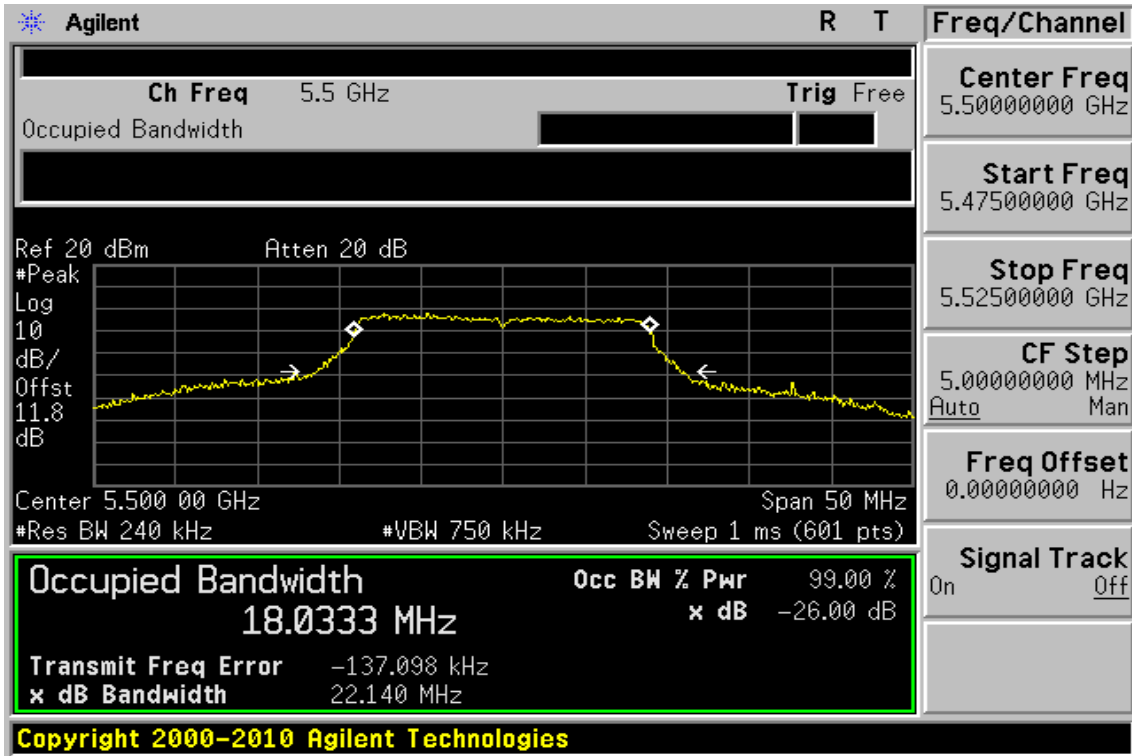 Agilent R T
Ch Freq 5.5 GHz Trig Free
Occupied Bandwidth
Ref 20 dBm Atten 20 dB
#Peak
Log
10
dB/
Offst
11.8
dB
Center 5.500 00 GHz Span 50 MHz
#Res BW 240 kHz #VBW 750 kHz Sweep 1 ms (601 pts)
Occupied Bandwidth
18.0333 MHz
Occ BW % Pwr 99.00 %
x dB -26.00 dB
Transmit Freq Error -137.098 kHz
x dB Bandwidth 22.140 MHz
Copyright 2000-2010 Agilent Technologies
Freq/Channel
Center Freq
5.50000000 GHz
Start Freq
5.47500000 GHz
Stop Freq
5.52500000 GHz
CF Step
5.00000000 MHz
Auto Man
Freq Offset
0.00000000 Hz
Signal Track
On Off